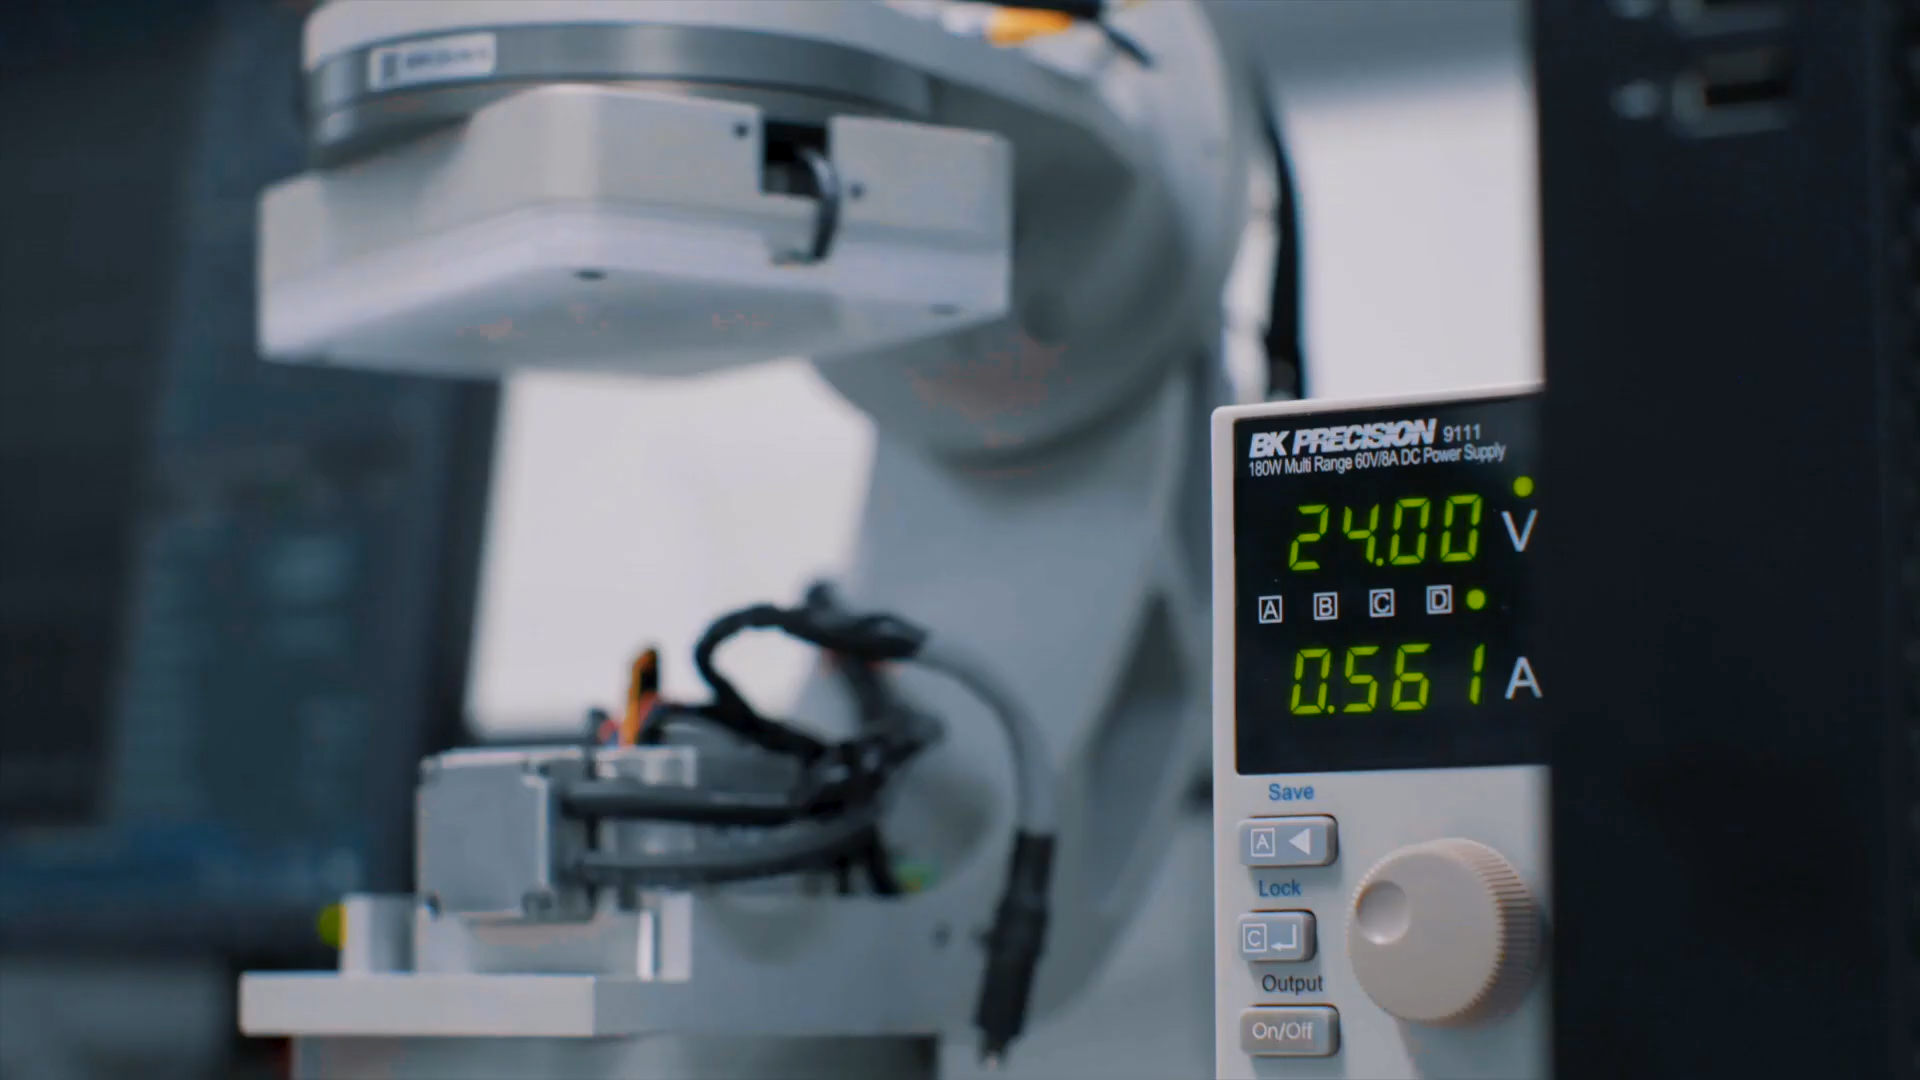 BK PRECISION 9111
180W Multi Range 60V/8A DC Power Supply
24.00 V
A B C D
0.561 A
Save
A
Lock
C
Output
On/Off